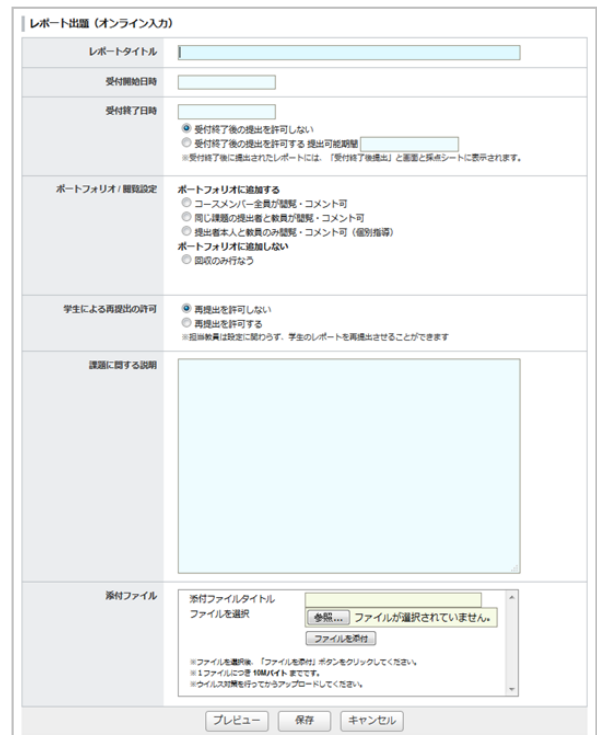 レポート出題（オンライン入力）
レポートタイトル
受付開始日時
受付終了日時
受付終了後の提出を許可しない
受付終了後の提出を許可する 提出可能期間
※受付終了後に提出されたレポートには、「受付終了後提出」と画面と採点シートに表示されます。
ポートフォリオ / 閲覧設定
ポートフォリオに追加する
コースメンバー全員が閲覧・コメント可
同じ課題の提出者と教員が閲覧・コメント可
提出者本人と教員のみ閲覧・コメント可（個別指導）
ポートフォリオに追加しない
回収のみ行なう
学生による再提出の許可
再提出を許可しない
再提出を許可する
※担当教員は設定に関わらず、学生のレポートを再提出させることができます
課題に関する説明
添付ファイル
添付ファイルタイトル
ファイルを選択
参照... ファイルが選択されていません。
ファイルを添付
※ファイルを選択後、「ファイルを添付」ボタンをクリックしてください。
※１ファイルにつき 10Mバイト までです。
※ウイルス対策を行ってからアップロードしてください。
プレビュー 保存 キャンセル